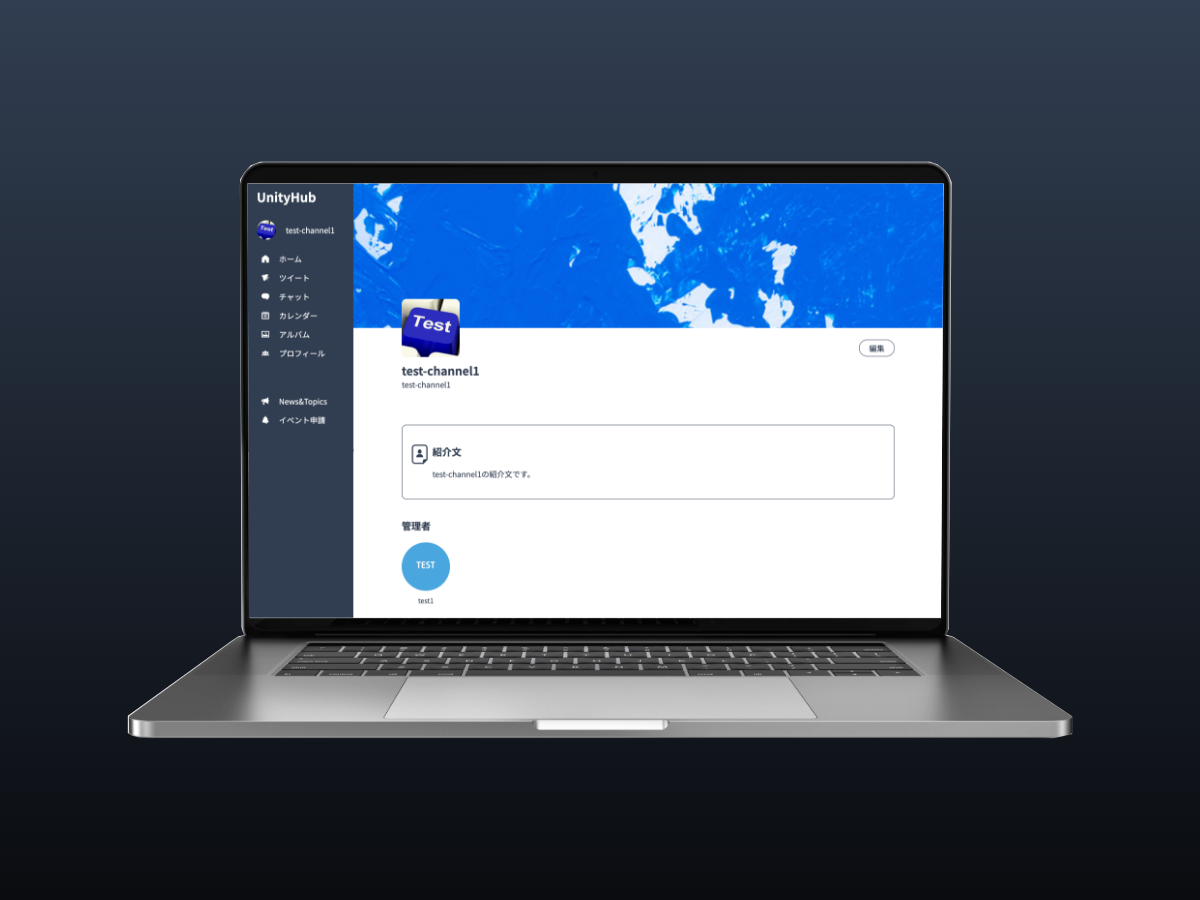 UnityHub
Test
test-channel1
ホーム
ツイート
チャット
カレンダー
アルバム
プロフィール
News&Topics
イベント申請
Test
編集
test-channel1
test-channel1
紹介文
test-channel1の紹介文です。
管理者
TEST
test1